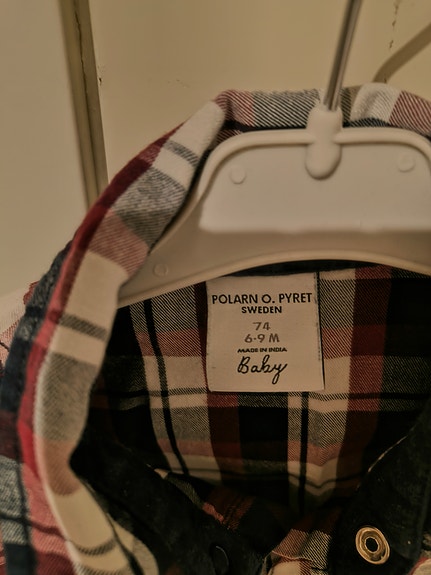 POLARN O. PYRET
SWEDEN
74
6-9 M
MADE IN INDIA
Baby